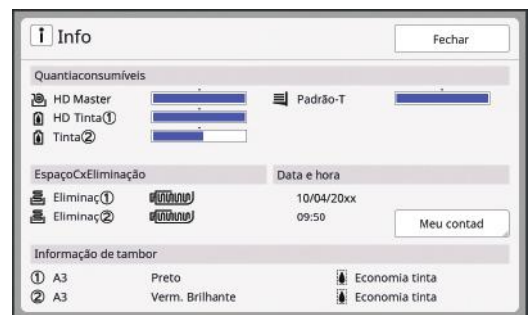 i Info
Fechar
Quantiaconsumíveis
HD Master
Padrão-T
HD Tinta①
Tinta②
EspaçoCxEliminação
Data e hora
Eliminaç①
10/04/20xx
Eliminaç②
09:50
Meu contad
Informação de tambor
① A3 Preto Economia tinta
② A3 Verm. Brilhante Economia tinta